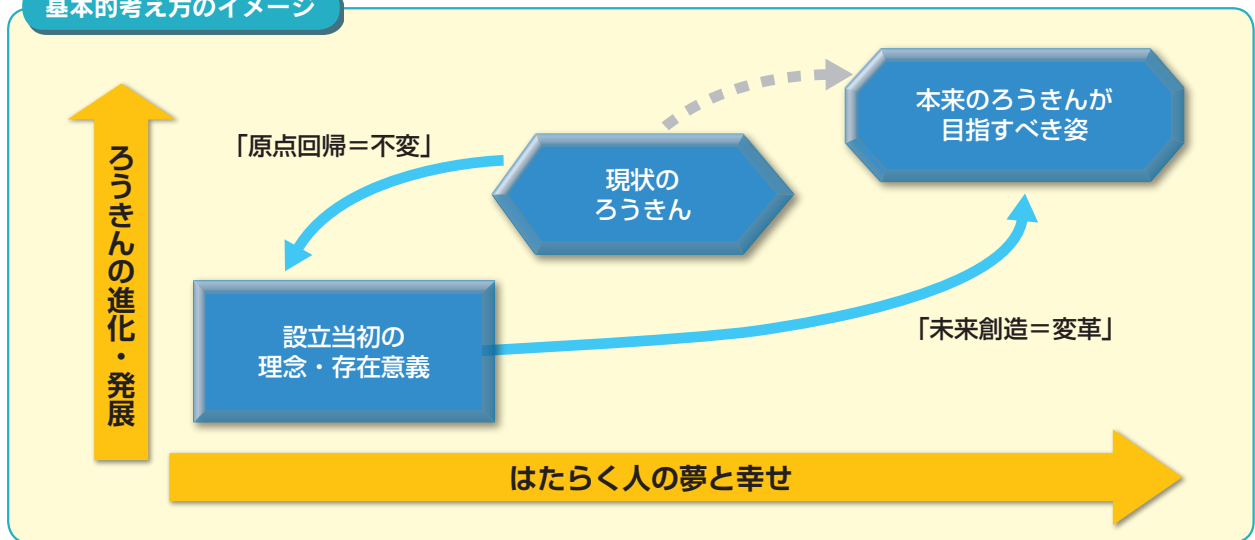 基本的考え方のイメージ
本来のろうきんが
目指すべき姿
「原点回帰＝不変」
現状の
ろうきん
ろうきんの進化・発展
設立当初の
理念・存在意義
「未来創造＝変革」
はたらく人の夢と幸せ